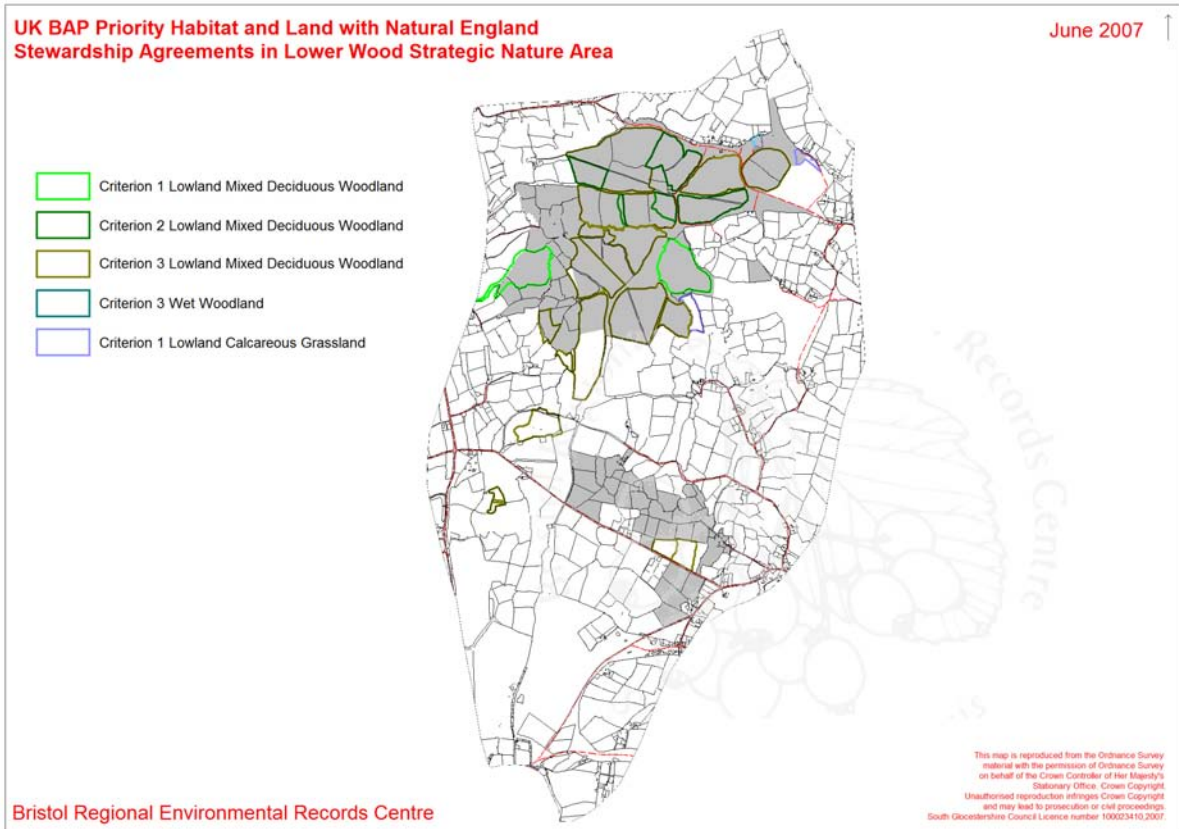 UK BAP Priority Habitat and Land with Natural England
Stewardship Agreements in Lower Wood Strategic Nature Area
June 2007
Criterion 1 Lowland Mixed Deciduous Woodland
Criterion 2 Lowland Mixed Deciduous Woodland
Criterion 3 Lowland Mixed Deciduous Woodland
Criterion 3 Wet Woodland
Criterion 1 Lowland Calcareous Grassland
Records Centre
This map is reproduced from the Ordnance Survey
material with the permission of Ordnance Survey
on behalf of the Crown Controller of Her Majesty's
Stationary Office. Crown Copyright.
Unauthorised reproduction infringes Crown Copyright
and may lead to prosecution or civil proceedings.
South Glocestershire Council Licence number 100023410,2007.
Bristol Regional Environmental Records Centre